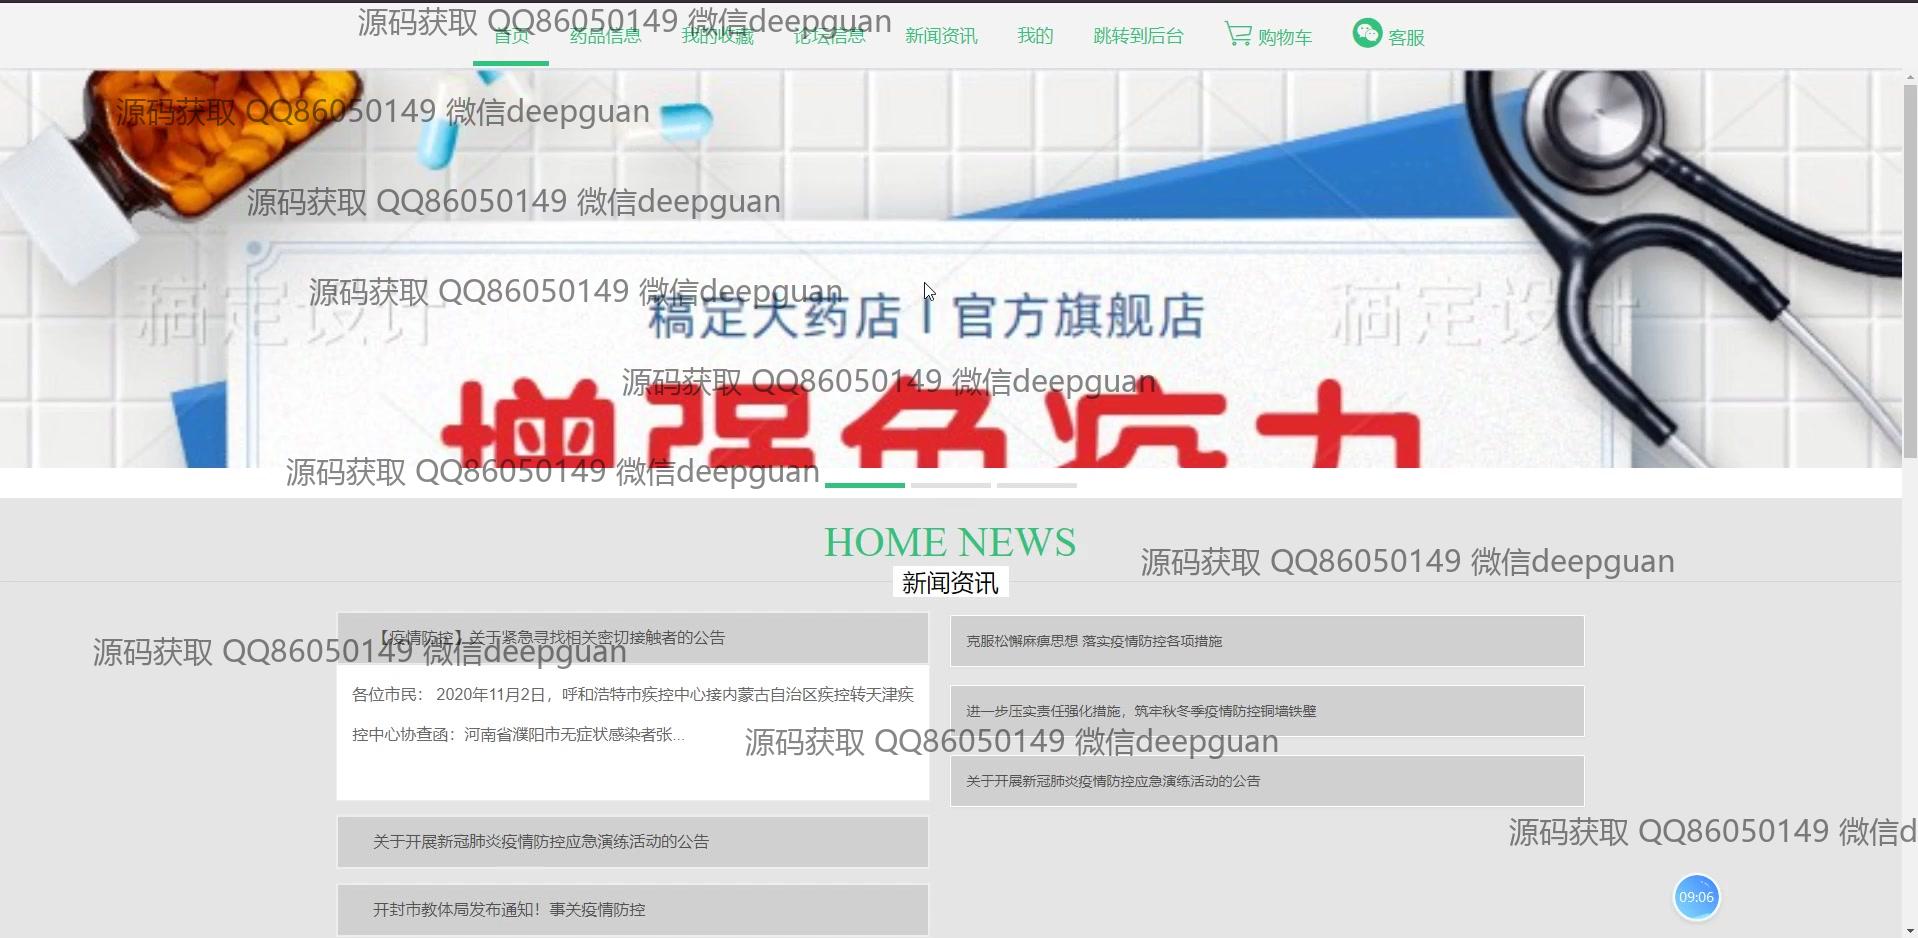 源码获取 QQ86050149 微信deepguan
首页 药品信息 我的收藏 论坛信息 新闻资讯 我的 跳转到后台 购物车 客服
源码获取 QQ86050149 微信deepguan
源码获取 QQ86050149 微信deepguan
源码获取 QQ86050149 微信deepguan
稿定设计
稿定大药店 | 官方旗舰店
稿定设计
源码获取 QQ86050149 微信deepguan
增强免疫力
源码获取 QQ86050149 微信deepguan
HOME NEWS
源码获取 QQ86050149 微信deepguan
新闻资讯
【疫情防控】关于紧急寻找相关密切接触者的公告
克服松懈麻痹思想 落实疫情防控各项措施
源码获取 QQ86050149 微信deepguan
各位市民： 2020年11月2日，呼和浩特市疾控中心接内蒙古自治区疾控转天津疾
控中心协查函：河南省濮阳市无症状感染者张...
进一步压实责任强化措施，筑牢秋冬季疫情防控铜墙铁壁
源码获取 QQ86050149 微信deepguan
关于开展新冠肺炎疫情防控应急演练活动的公告
源码获取 QQ86050149 微信d
关于开展新冠肺炎疫情防控应急演练活动的公告
开封市教体局发布通知！事关疫情防控
09:06